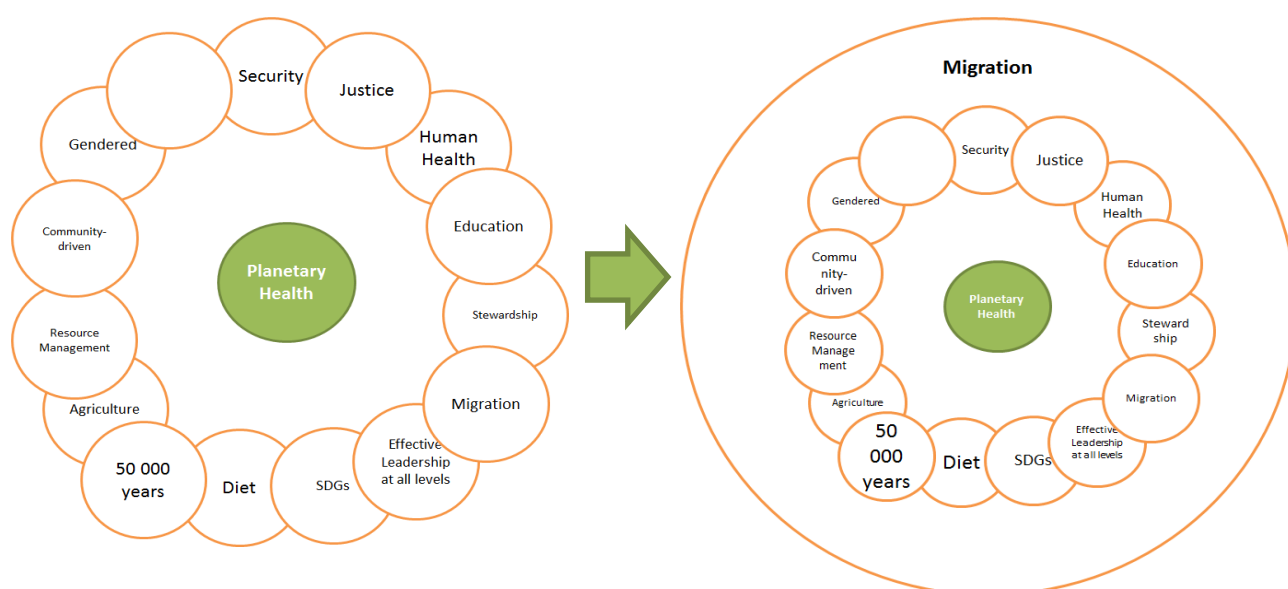 Security
Justice
Human
Health
Education
Stewardship
Migration
Effective
Leadership
at all levels
SDGs
Diet
50 000
years
Agriculture
Resource
Management
Community-
driven
Gendered
Planetary
Health
Migration
Security
Justice
Human
Health
Education
Steward
ship
Migration
Effective
Leadership
at all levels
SDGs
Diet
50
000
years
Agriculture
Resource
Manage
ment
Commu
nity-
driven
Gendered
Planetary
Health